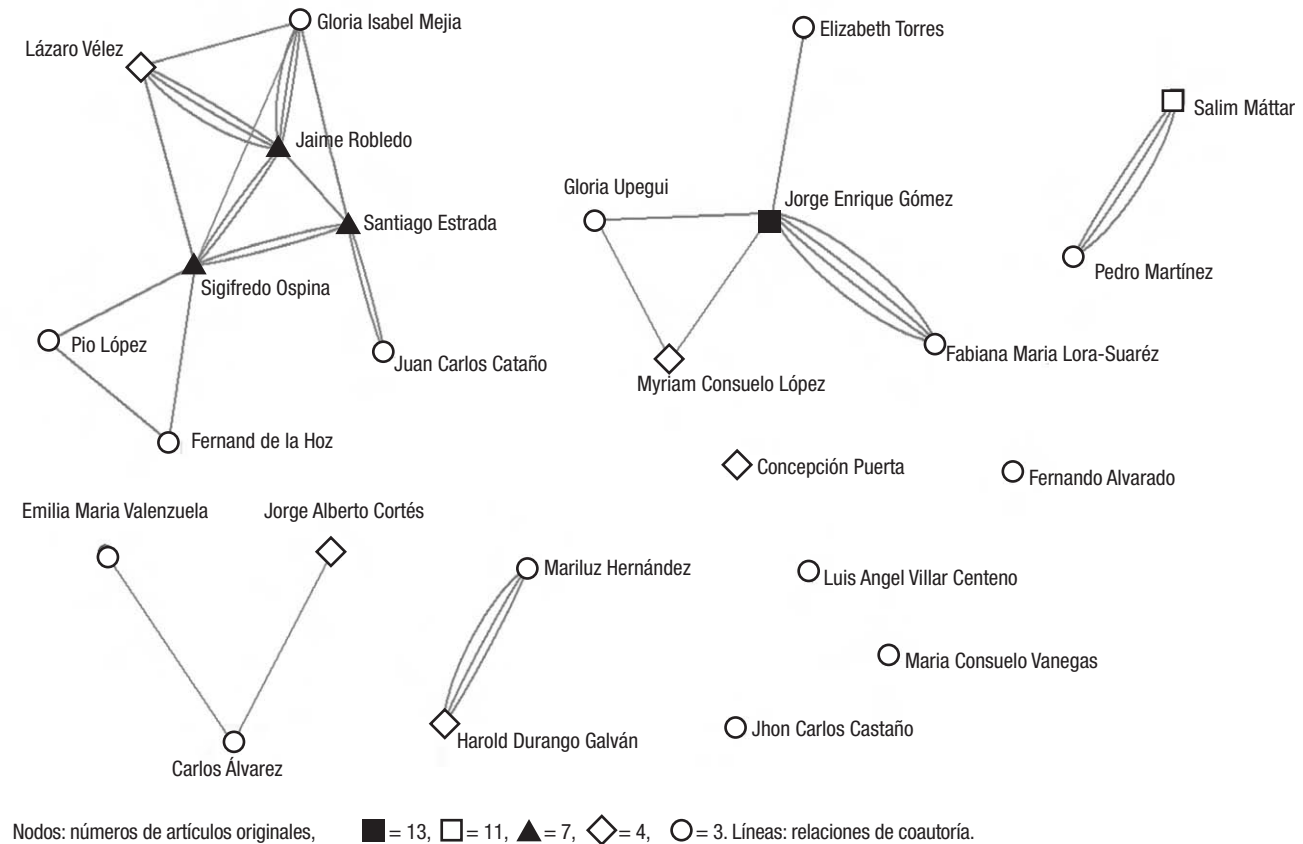 Gloria Isabel Mejia
Lázaro Vélez
Jaime Robledo
Santiago Estrada
Sigifredo Ospina
Pio López
Juan Carlos Cataño
Fernand de la Hoz
Elizabeth Torres
Gloria Upegui
Jorge Enrique Gómez
Myriam Consuelo López
Fabiana Maria Lora-Suaréz
Salim Máttar
Pedro Martínez
Concepción Puerta
Fernando Alvarado
Emilia Maria Valenzuela
Jorge Alberto Cortés
Carlos Álvarez
Mariluz Hernández
Harold Durango Galván
Luis Angel Villar Centeno
Maria Consuelo Vanegas
Jhon Carlos Castaño
Nodos: números de artículos originales, = 13, = 11, = 7, = 4, = 3. Líneas: relaciones de coautoría.